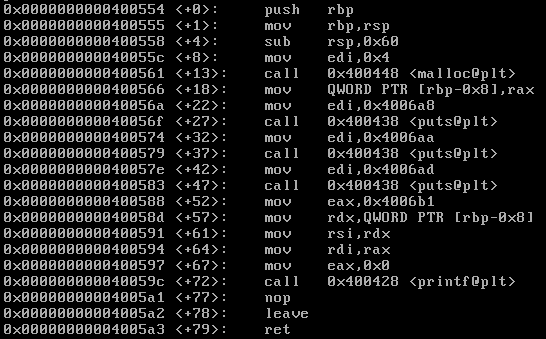 0x0000000000400554 <+0>: push rbp
0x0000000000400555 <+1>: mov rbp,rsp
0x0000000000400558 <+4>: sub rsp,0x60
0x000000000040055c <+8>: mov edi,0x4
0x0000000000400561 <+13>: call 0x400448 <malloc@plt>
0x0000000000400566 <+18>: mov QWORD PTR [rbp-0x8],rax
0x000000000040056a <+22>: mov edi,0x4006a8
0x000000000040056f <+27>: call 0x400438 <puts@plt>
0x0000000000400574 <+32>: mov edi,0x4006aa
0x0000000000400579 <+37>: call 0x400438 <puts@plt>
0x000000000040057e <+42>: mov edi,0x4006ad
0x0000000000400583 <+47>: call 0x400438 <puts@plt>
0x0000000000400588 <+52>: mov eax,0x4006b1
0x000000000040058d <+57>: mov rdx,QWORD PTR [rbp-0x8]
0x0000000000400591 <+61>: mov rsi,rdx
0x0000000000400594 <+64>: mov rdi,rax
0x0000000000400597 <+67>: mov eax,0x0
0x000000000040059c <+72>: call 0x400428 <printf@plt>
0x00000000004005a1 <+77>: nop
0x00000000004005a2 <+78>: leave
0x00000000004005a3 <+79>: ret